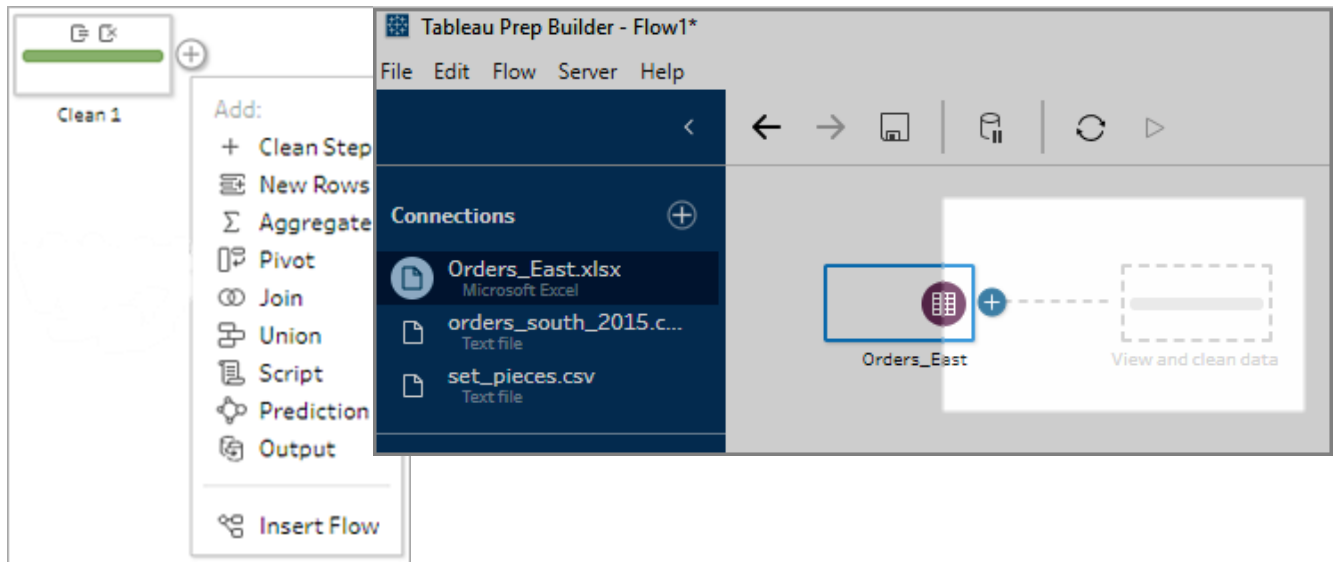 Clean 1
Add:
Clean Step
New Rows
Aggregate
Pivot
Join
Union
Script
Prediction
Output
Insert Flow
Tableau Prep Builder - Flow1*
File Edit Flow Server Help
Connections
Orders_East.xlsx
Microsoft Excel
orders_south_2015.c...
Text file
set_pieces.csv
Text file
Orders_East
View and clean data